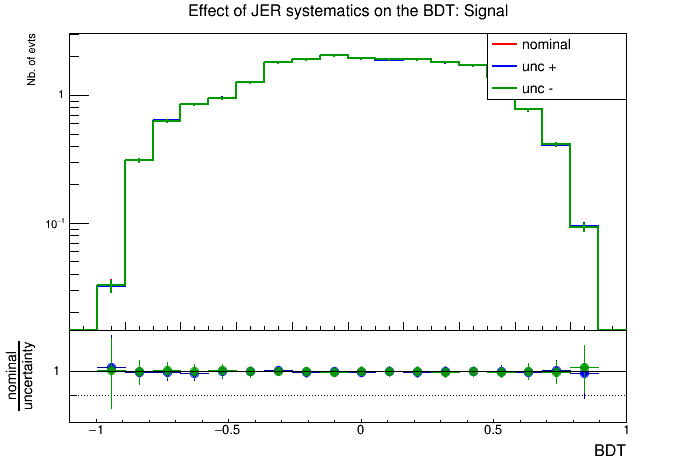 Effect of JER systematics on the BDT: Signal
Nb. of evts
nominal
unc +
unc -
1
10⁻¹
nominal
uncertainty
1
−1 −0.5 0 0.5 1
BDT